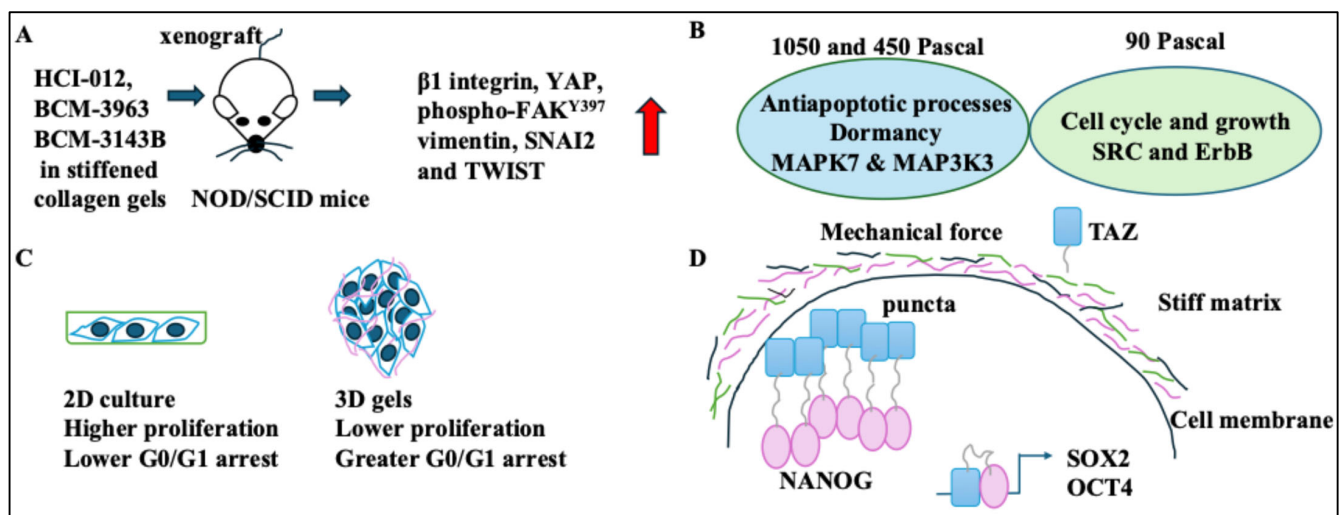 A
xenograft
HCI-012,
BCM-3963
BCM-3143B
in stiffened
collagen gels
NOD/SCID mice
β1 integrin, YAP,
phospho-FAKY397
vimentin, SNAI2
and TWIST
B
1050 and 450 Pascal
90 Pascal
Antiapoptotic processes
Dormancy
MAPK7 & MAP3K3
Cell cycle and growth
SRC and ErbB
C
2D culture
Higher proliferation
Lower G0/G1 arrest
3D gels
Lower proliferation
Greater G0/G1 arrest
D
Mechanical force
TAZ
puncta
Stiff matrix
Cell membrane
NANOG
SOX2
OCT4